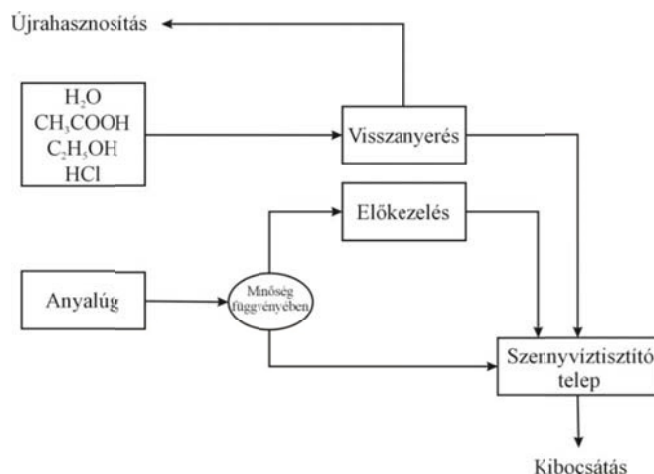 Újrahasznosítás
H₂O
CH₃COOH
C₂H₅OH
HCl
Visszanyerés
Előkezelés
Anyalúg
Minőség
függvényében
Szennyvíztisztító
telep
Kibocsátás